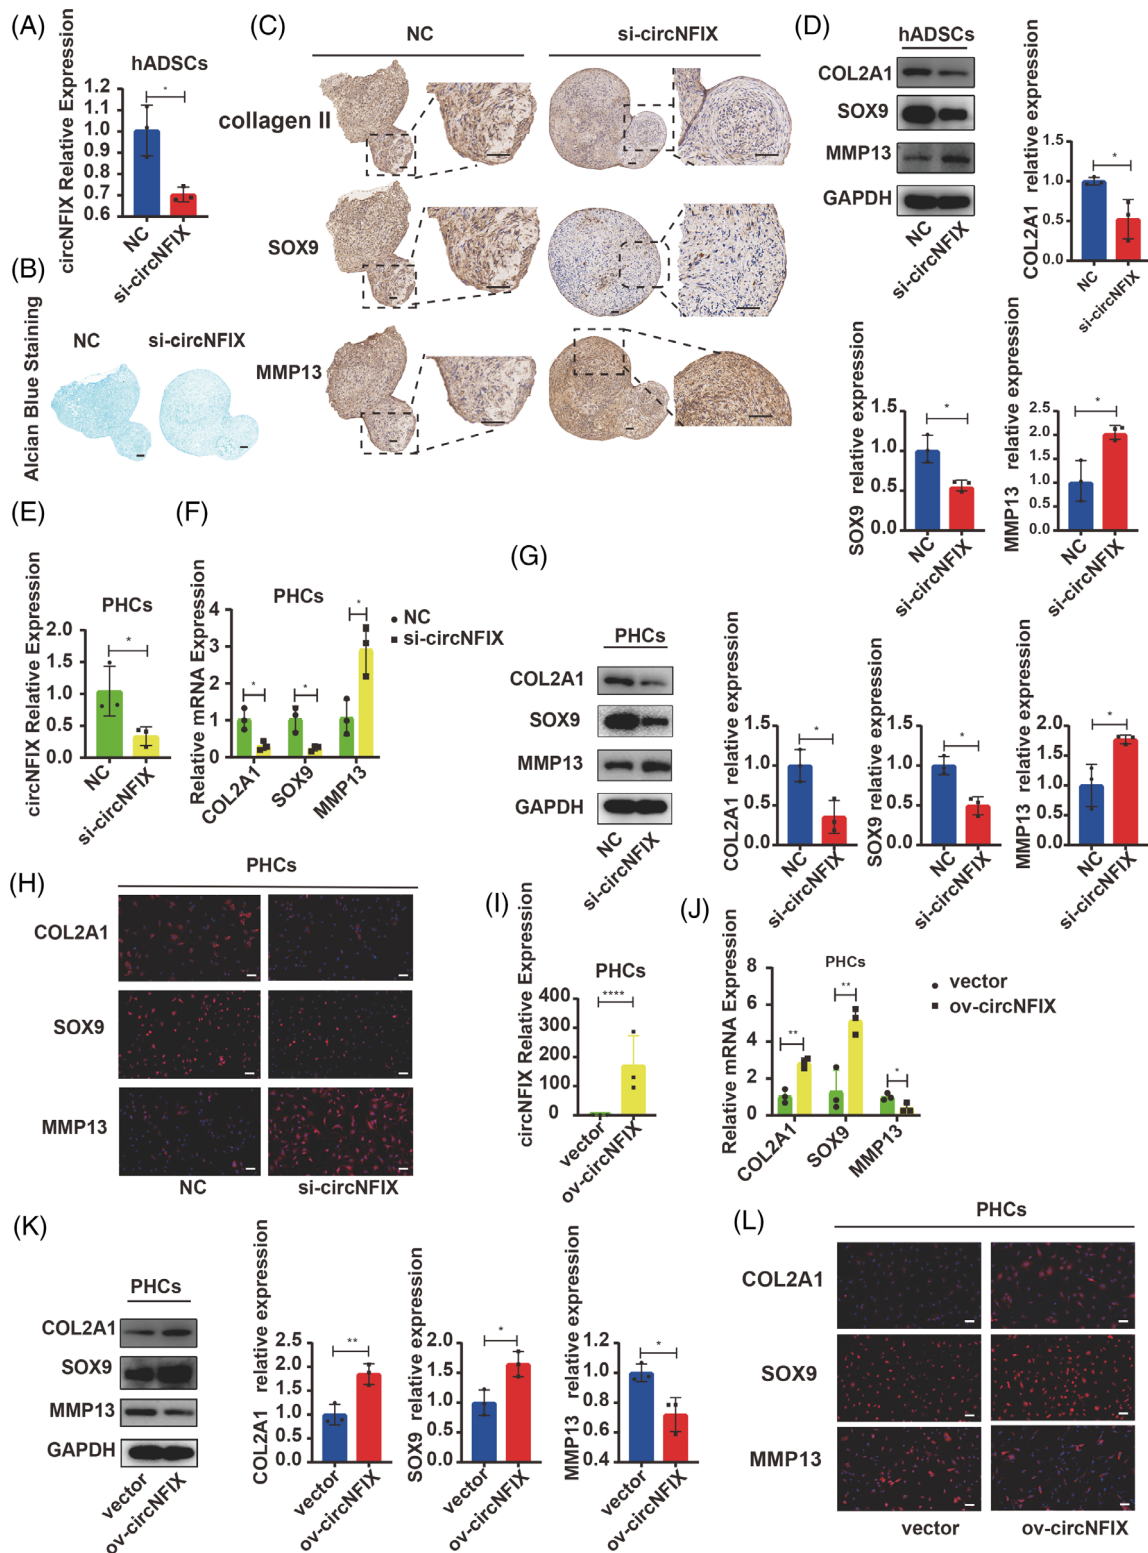 (A)
hADSCs
circNFIX Relative Expression
1.2
1.1
1.0
0.9
0.8
0.7
0.6
*
NC
si-circNFIX
(B)
Alcian Blue Staining
NC
si-circNFIX
(C)
NC
si-circNFIX
collagen II
SOX9
MMP13
(D)
hADSCs
COL2A1
SOX9
MMP13
GAPDH
NC
si-circNFIX
COL2A1 relative expression
1.5
1.0
0.5
0.0
*
NC
si-circNFIX
SOX9 relative expression
1.5
1.0
0.5
0.0
*
NC
si-circNFIX
MMP13 relative expression
2.5
2.0
1.5
1.0
0.5
0.0
*
NC
si-circNFIX
(E)
PHCs
circNFIX Relative Expression
2.0
1.5
1.0
0.5
0.0
*
NC
si-circNFIX
(F)
PHCs
Relative mRNA Expression
4
3
2
1
0
*
*
*
COL2A1
SOX9
MMP13
NC
si-circNFIX
(G)
PHCs
COL2A1
SOX9
MMP13
GAPDH
NC
si-circNFIX
COL2A1 relative expression
1.5
1.0
0.5
0.0
*
NC
si-circNFIX
SOX9 relative expression
1.5
1.0
0.5
0.0
*
NC
si-circNFIX
MMP13 relative expression
2.0
1.5
1.0
0.5
0.0
*
NC
si-circNFIX
(H)
PHCs
COL2A1
SOX9
MMP13
NC
si-circNFIX
(I)
PHCs
circNFIX Relative Expression
400
300
200
100
0
****
vector
ov-circNFIX
(J)
PHCs
Relative mRNA Expression
8
6
4
2
0
**
**
*
COL2A1
SOX9
MMP13
vector
ov-circNFIX
(K)
PHCs
COL2A1
SOX9
MMP13
GAPDH
vector
ov-circNFIX
COL2A1 relative expression
2.5
2.0
1.5
1.0
0.5
0.0
**
vector
ov-circNFIX
SOX9 relative expression
2.0
1.5
1.0
0.5
0.0
*
vector
ov-circNFIX
MMP13 relative expression
1.2
1.0
0.8
0.6
0.4
*
vector
ov-circNFIX
(L)
PHCs
COL2A1
SOX9
MMP13
vector
ov-circNFIX